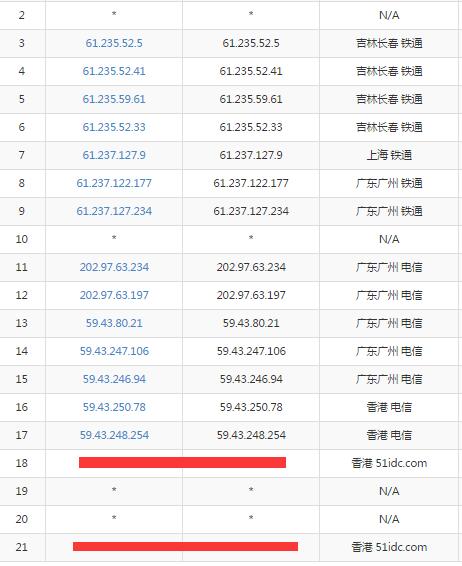 2 * * N/A
3 61.235.52.5 61.235.52.5 吉林长春 铁通
4 61.235.52.41 61.235.52.41 吉林长春 铁通
5 61.235.59.61 61.235.59.61 吉林长春 铁通
6 61.235.52.33 61.235.52.33 吉林长春 铁通
7 61.237.127.9 61.237.127.9 上海 铁通
8 61.237.122.177 61.237.122.177 广东广州 铁通
9 61.237.127.234 61.237.127.234 广东广州 铁通
10 * * N/A
11 202.97.63.234 202.97.63.234 广东广州 电信
12 202.97.63.197 202.97.63.197 广东广州 电信
13 59.43.80.21 59.43.80.21 广东广州 电信
14 59.43.247.106 59.43.247.106 广东广州 电信
15 59.43.246.94 59.43.246.94 广东广州 电信
16 59.43.250.78 59.43.250.78 香港 电信
17 59.43.248.254 59.43.248.254 香港 电信
18 香港 51idc.com
19 * * N/A
20 * * N/A
21 香港 51idc.com